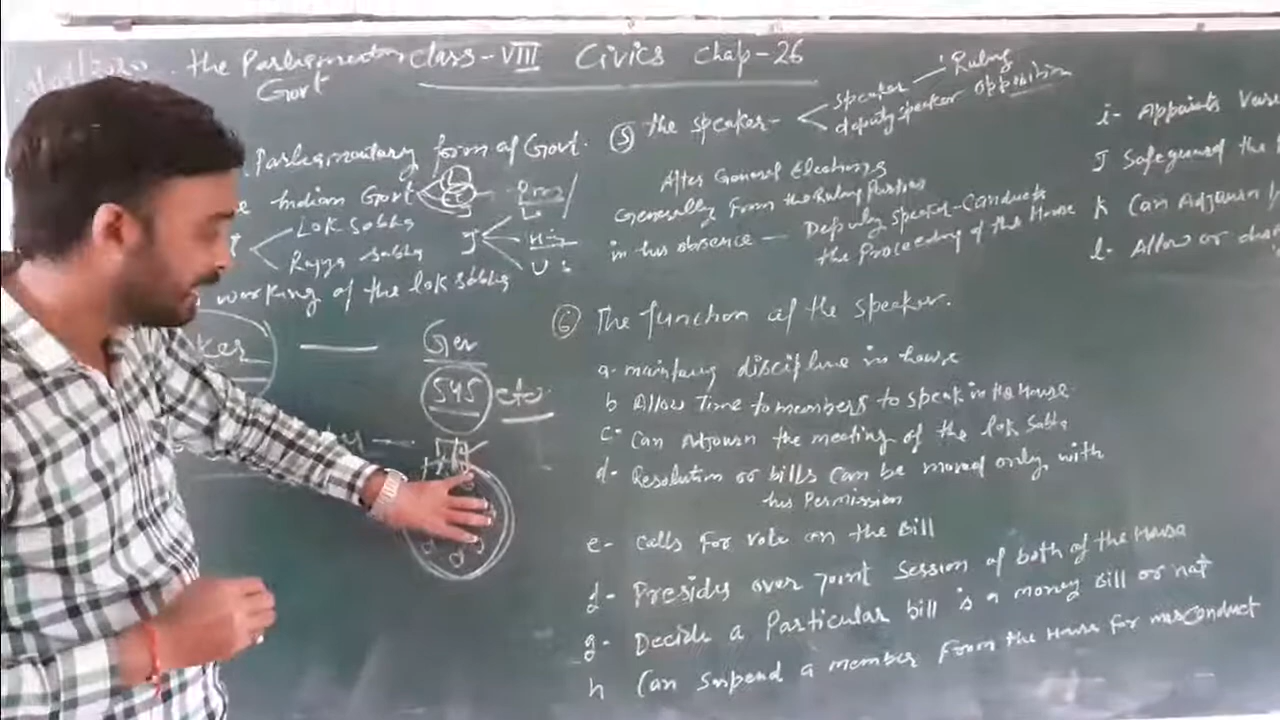 the Parliamentary class-VIII Civics Chap-26
Govt
Parliamentary form of Govt.
Indian Govt
Lok Sabha
Rajya Sabha
working of the lok Sabha
Ger
545 etc.
⑤ the speaker- speaker - Ruling
deputy speaker opposition
After General Elections
Generally From the Ruling Parties
in his absence - Deputy Speaker-Conducts
the Proceeding of the House
⑥ The function of the speaker.
a- maintaing discipline in house
b Allow Time to members to speak in the House.
c- Can Adjourn the meeting of the lok Sabha
d- Resolution or bills can be moved only with
his Permission
e- calls For vote on the Bill
Presides over Joint Session of both of the House
g- Decide a Particular bill is a money Bill or not
h Can suspend a member From the House For misconduct
i- Appoints
J Safeguard the
K Can Adjourn
l- Allow or